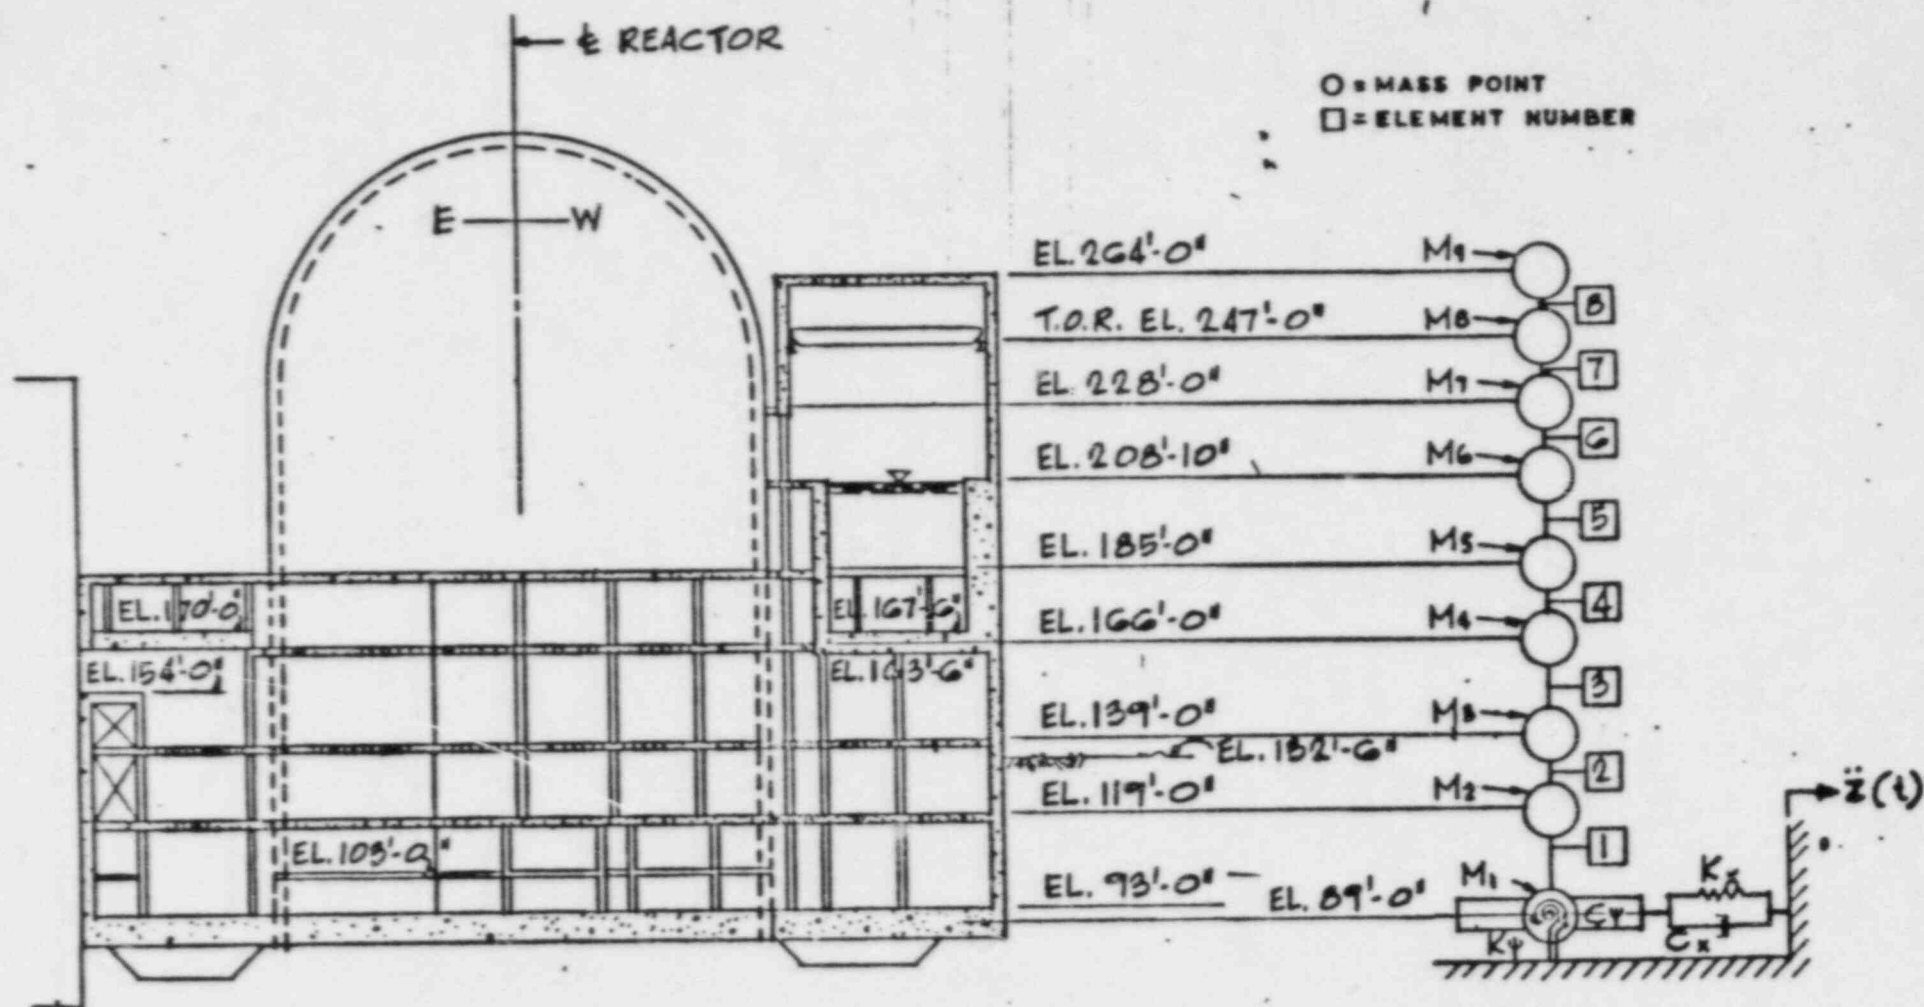 ℄ REACTOR
O = MASS POINT
□ = ELEMENT NUMBER
E W
EL. 264'-0" M9
8
T.O.R. EL. 247'-0" M8
7
EL. 228'-0" M7
6
EL. 208'-10" M6
5
EL. 185'-0" M5
EL. 170'-0" EL. 167'-6" 4
EL. 166'-0" M4
EL. 154'-0" EL. 163'-6" 3
EL. 139'-0" M3
EL. 132'-6"
2
EL. 119'-0" M2
z̈(t)
EL. 103'-0" 1
EL. 93'-0" EL. 89'-0" M1 Kx
Cψ
Kψ Cx